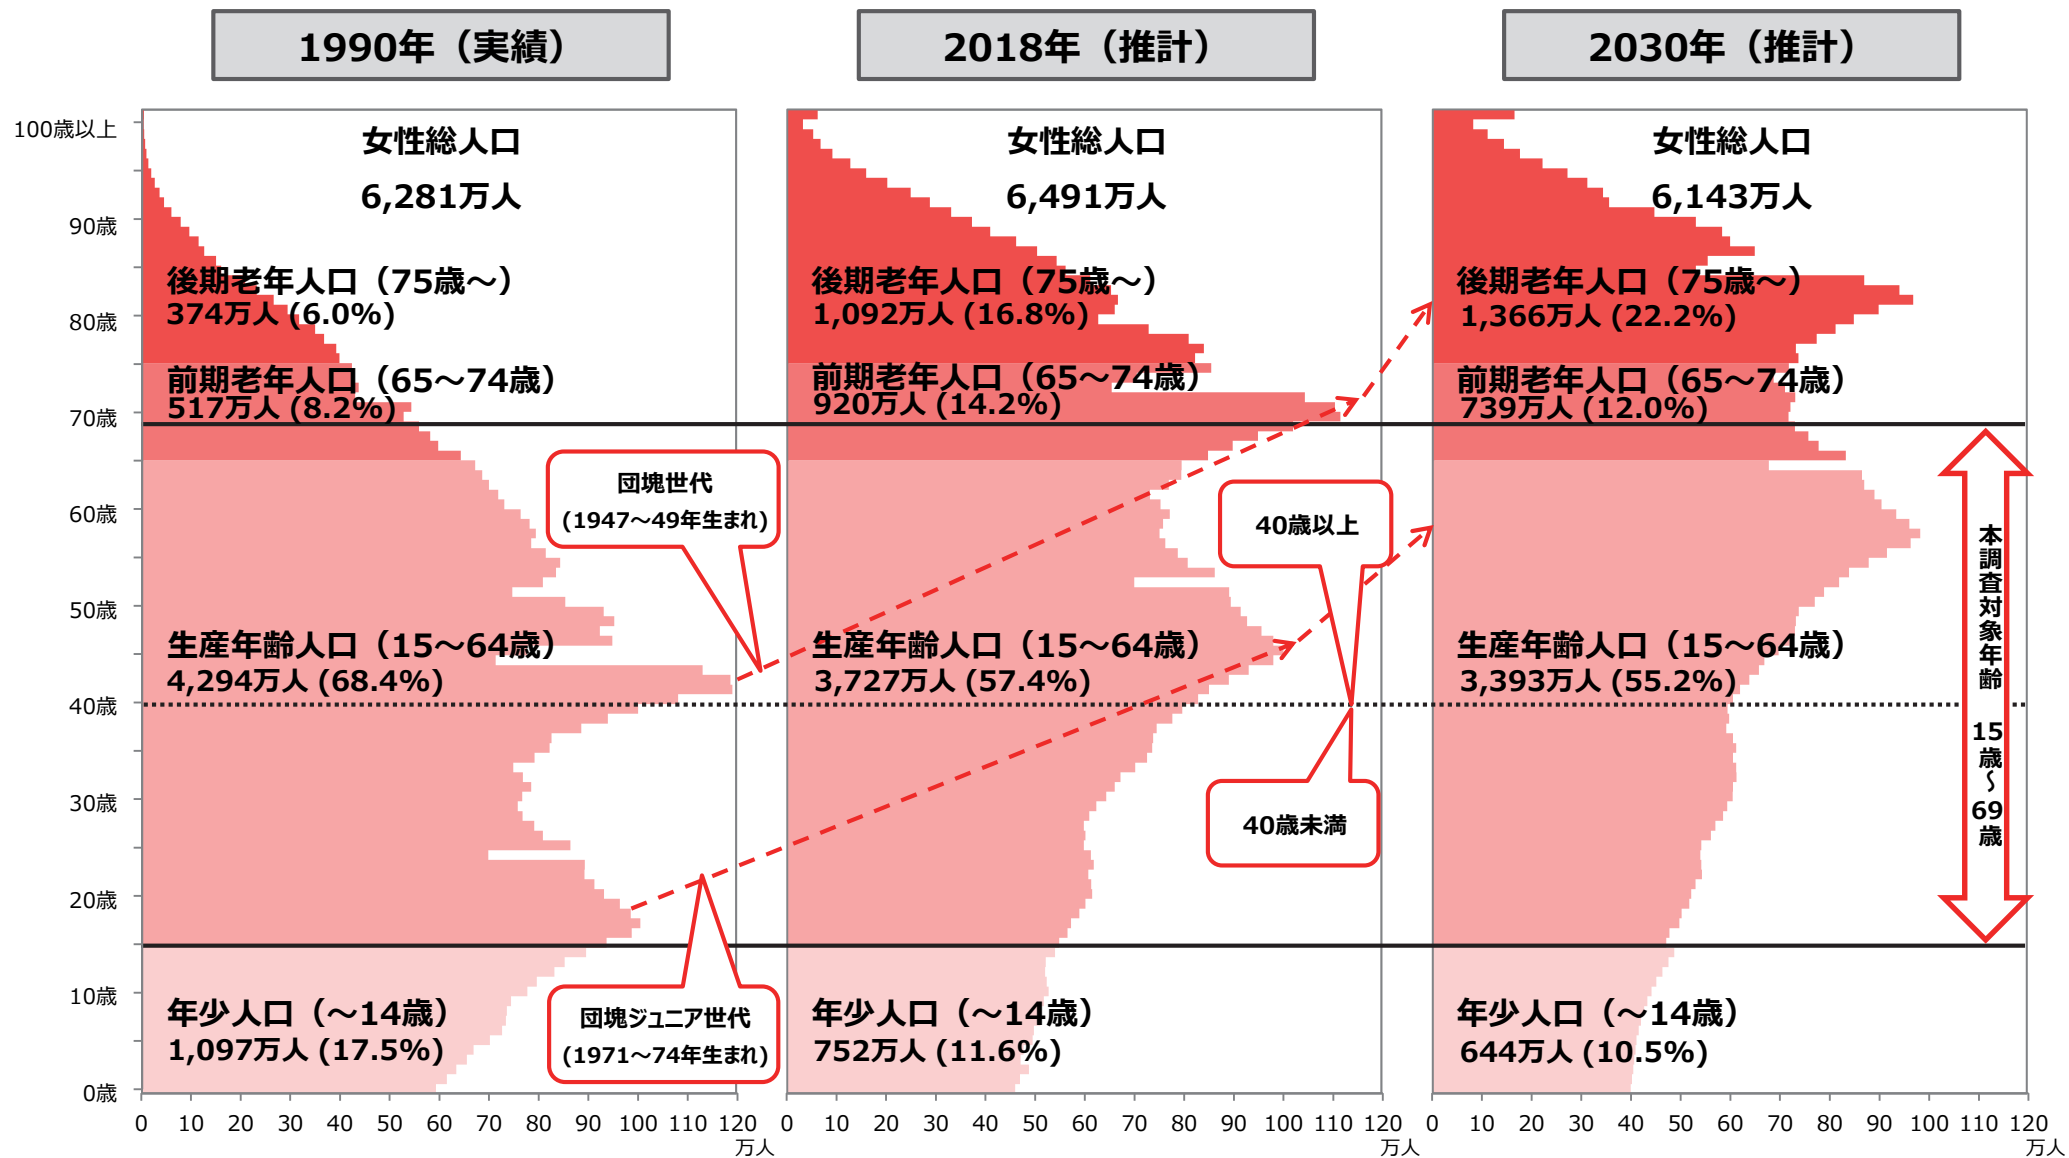 1990年（実績）
2018年（推計）
2030年（推計）
100歳以上
90歳
80歳
70歳
60歳
50歳
40歳
30歳
20歳
10歳
0歳
女性総人口
6,281万人
後期老年人口（75歳～）
374万人 (6.0%)
前期老年人口（65～74歳）
517万人 (8.2%)
生産年齢人口（15～64歳）
4,294万人 (68.4%)
年少人口（～14歳）
1,097万人 (17.5%)
0 10 20 30 40 50 60 70 80 90 100 110 120
万人
団塊世代
(1947～49年生まれ)
団塊ジュニア世代
(1971～74年生まれ)
女性総人口
6,491万人
後期老年人口（75歳～）
1,092万人 (16.8%)
前期老年人口（65～74歳）
920万人 (14.2%)
生産年齢人口（15～64歳）
3,727万人 (57.4%)
年少人口（～14歳）
752万人 (11.6%)
0 10 20 30 40 50 60 70 80 90 100 110 120
万人
40歳以上
40歳未満
女性総人口
6,143万人
後期老年人口（75歳～）
1,366万人 (22.2%)
前期老年人口（65～74歳）
739万人 (12.0%)
生産年齢人口（15～64歳）
3,393万人 (55.2%)
年少人口（～14歳）
644万人 (10.5%)
0 10 20 30 40 50 60 70 80 90 100 110 120
万人
本調査対象年齢 15歳～69歳